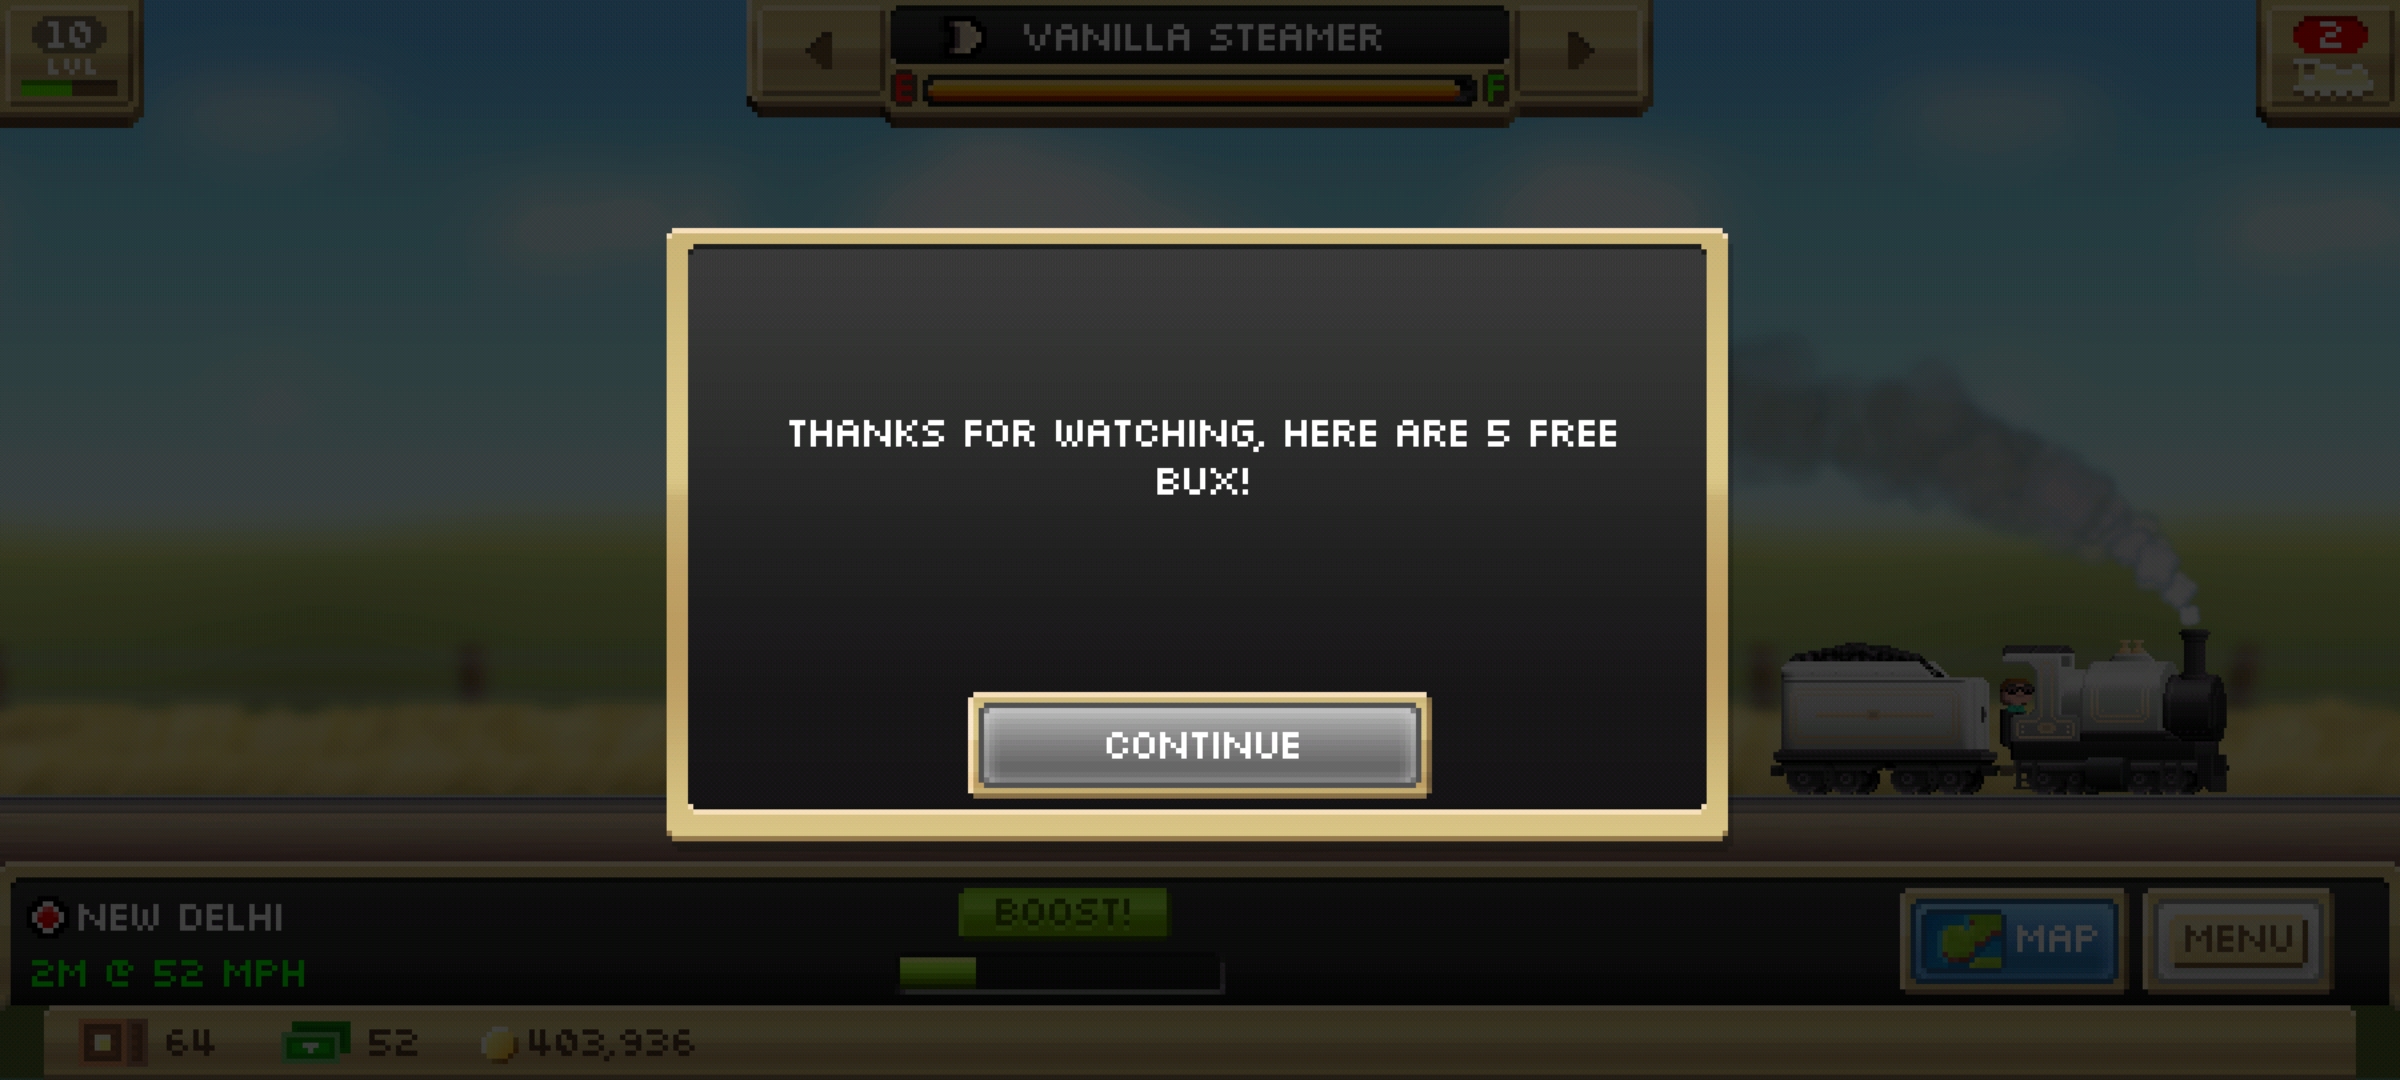 10
LVL
VANILLA STEAMER
E F
2
THANKS FOR WATCHING, HERE ARE 5 FREE
BUX!
CONTINUE
NEW DELHI
2M @ 52 MPH
BOOST!
MAP
MENU
64 52 403,936